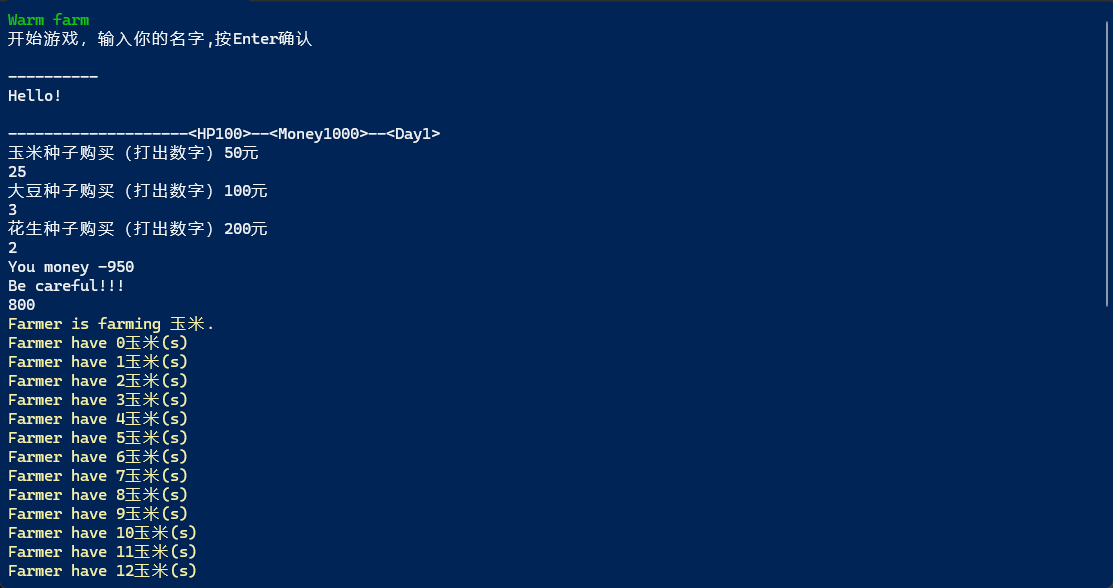 Warm farm
开始游戏, 输入你的名字,按Enter确认
----------
Hello!
--------------------<HP100>--<Money1000>--<Day1>
玉米种子购买 (打出数字) 50元
25
大豆种子购买 (打出数字) 100元
3
花生种子购买 (打出数字) 200元
2
You money -950
Be careful!!!
800
Farmer is farming 玉米.
Farmer have 0玉米(s)
Farmer have 1玉米(s)
Farmer have 2玉米(s)
Farmer have 3玉米(s)
Farmer have 4玉米(s)
Farmer have 5玉米(s)
Farmer have 6玉米(s)
Farmer have 7玉米(s)
Farmer have 8玉米(s)
Farmer have 9玉米(s)
Farmer have 10玉米(s)
Farmer have 11玉米(s)
Farmer have 12玉米(s)